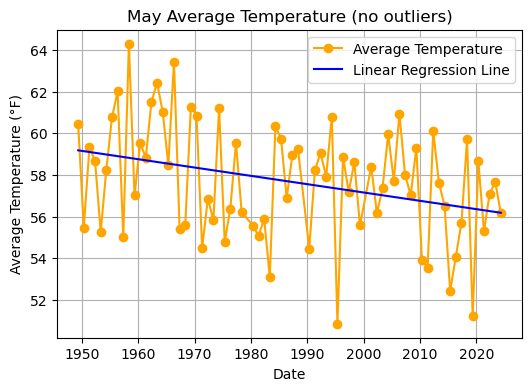 May Average Temperature (no outliers)
Average Temperature
Linear Regression Line
Average Temperature (°F)
64
62
60
58
56
54
52
1950 1960 1970 1980 1990 2000 2010 2020
Date